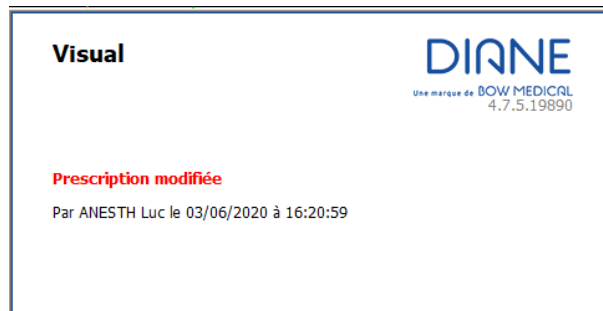 Visual
DIANE
Une marque de BOW MEDICAL
4.7.5.19890
Prescription modifiée
Par ANESTH Luc le 03/06/2020 à 16:20:59